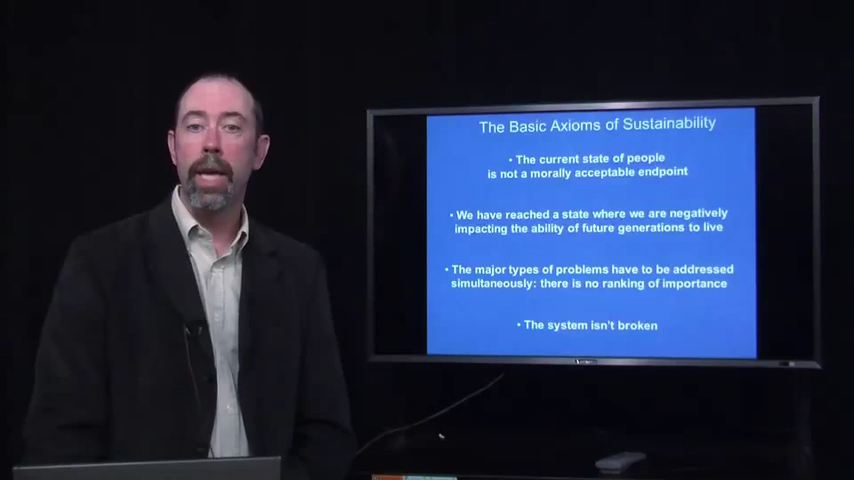 The Basic Axioms of Sustainability
• The current state of people
is not a morally acceptable endpoint
• We have reached a state where we are negatively
impacting the ability of future generations to live
• The major types of problems have to be addressed
simultaneously: there is no ranking of importance
• The system isn't broken